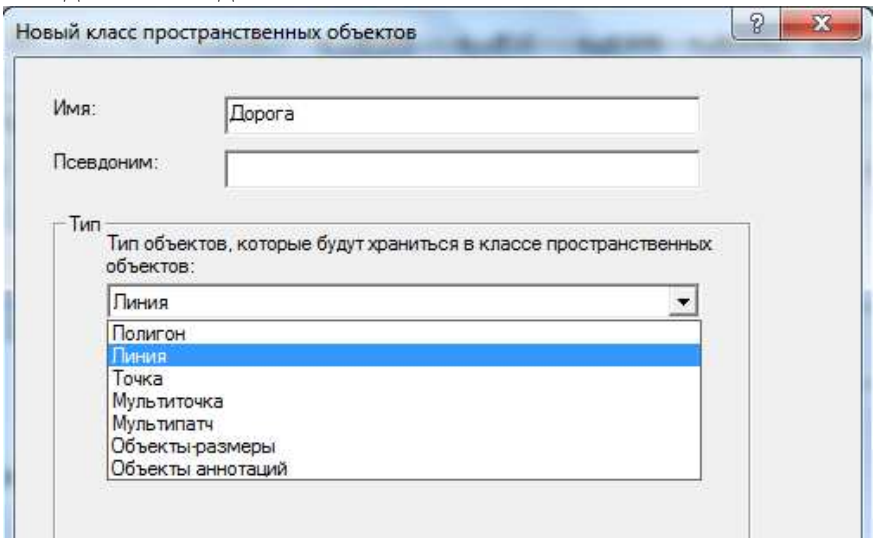 Новый класс пространственных объектов
Имя:
Дорога
Псевдоним:
Тип
Тип объектов, которые будут храниться в классе пространственных
объектов:
Линия
Полигон
Линия
Точка
Мультиточка
Мультипатч
Объекты-размеры
Объекты аннотаций